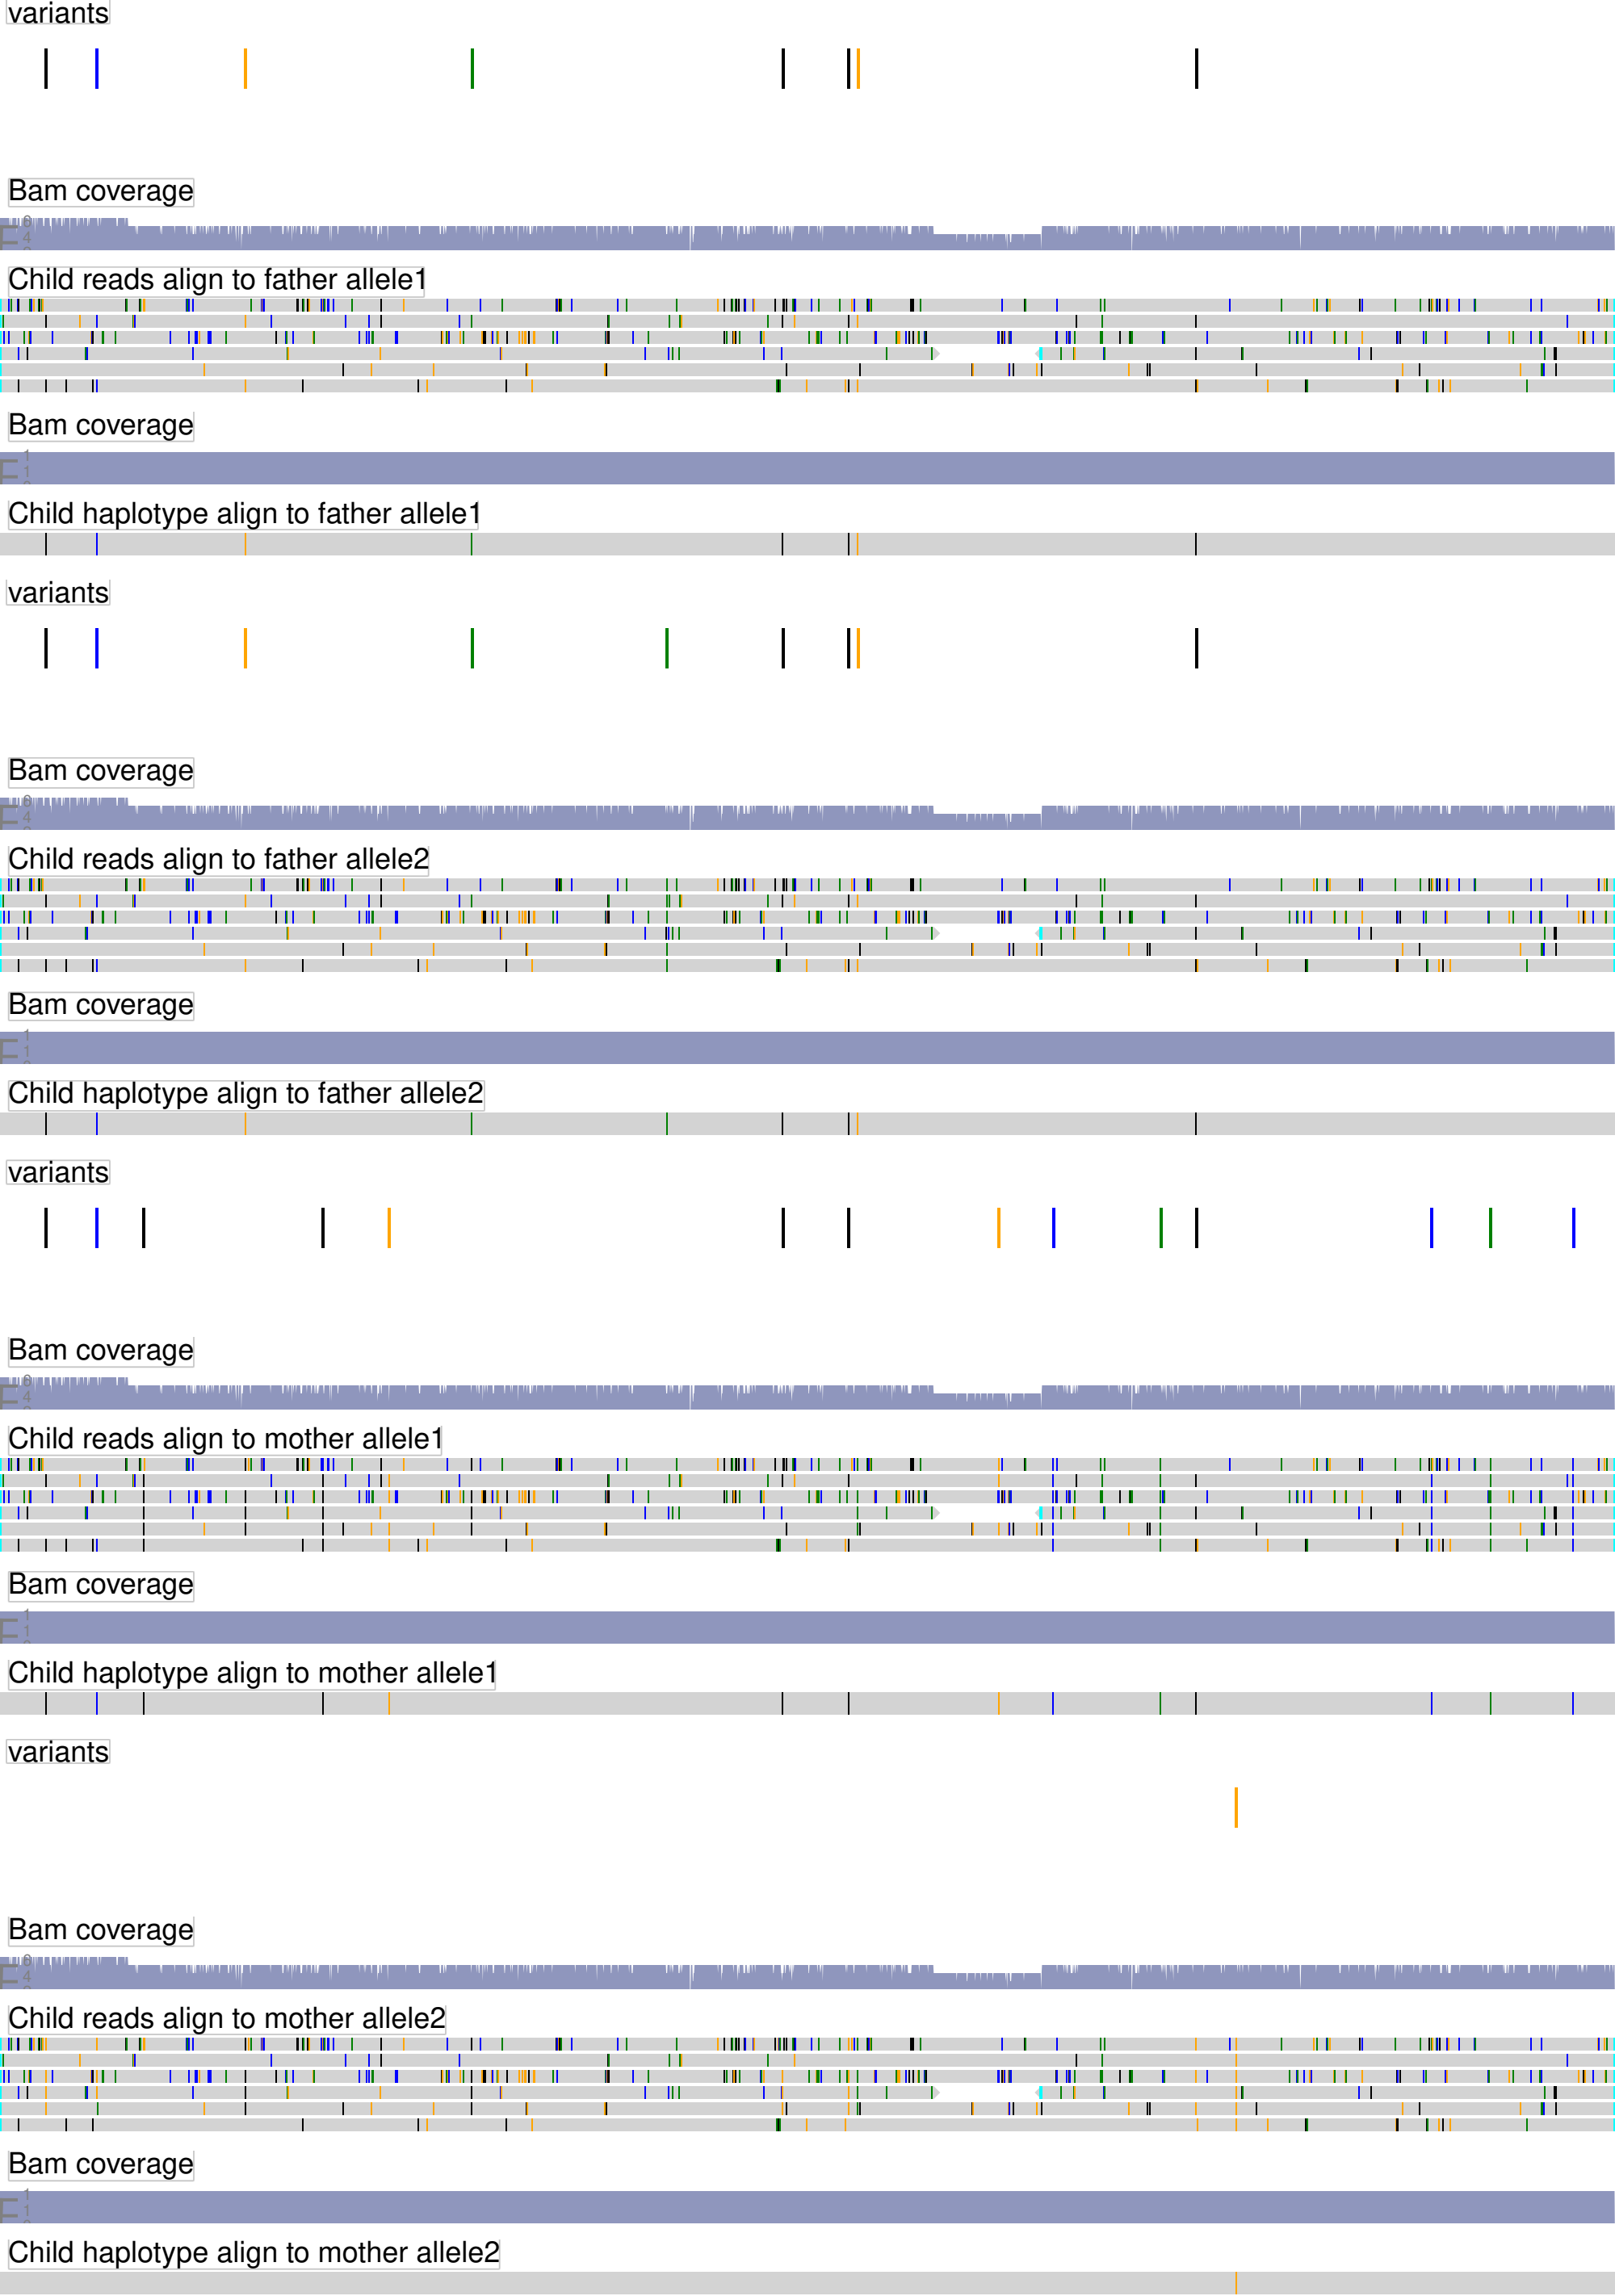 variants
Bam coverage
Child reads align to father allele1
Bam coverage
Child haplotype align to father allele1
variants
Bam coverage
Child reads align to father allele2
Bam coverage
Child haplotype align to father allele2
variants
Bam coverage
Child reads align to mother allele1
Bam coverage
Child haplotype align to mother allele1
variants
Bam coverage
Child reads align to mother allele2
Bam coverage
Child haplotype align to mother allele2